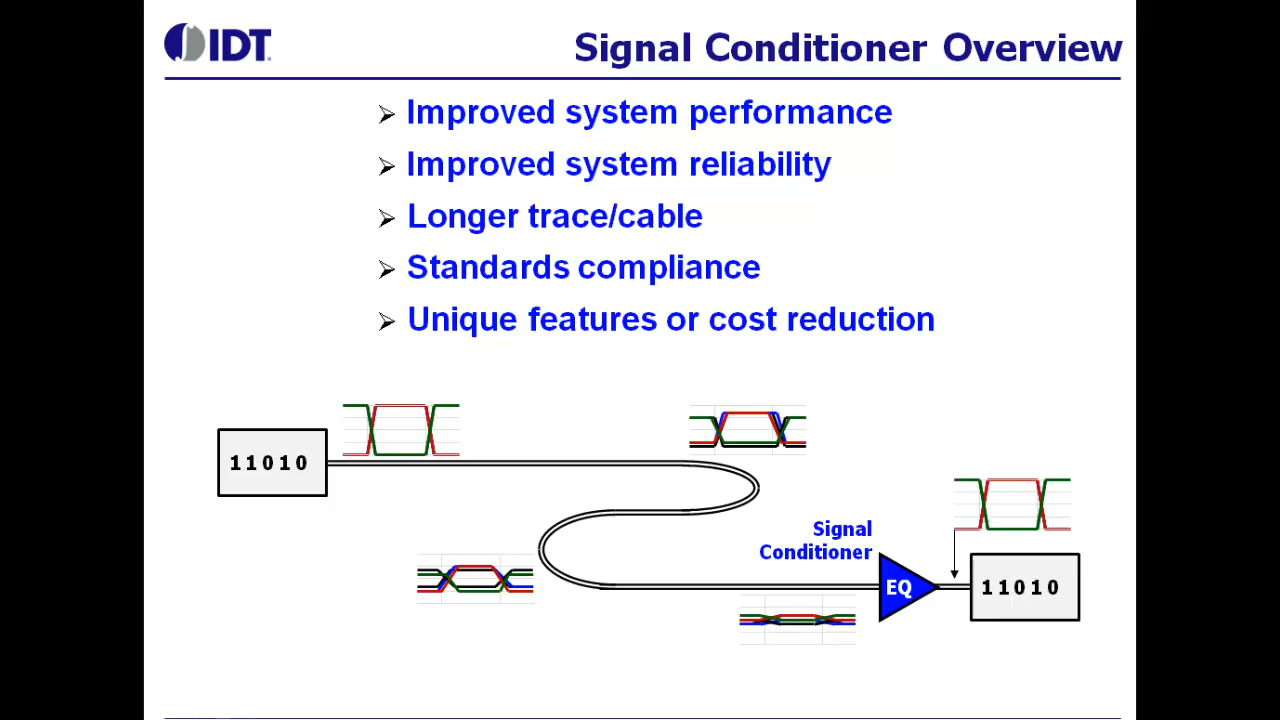 IDT
Signal Conditioner Overview
Improved system performance
Improved system reliability
Longer trace/cable
Standards compliance
Unique features or cost reduction
11010
Signal
Conditioner
EQ
11010